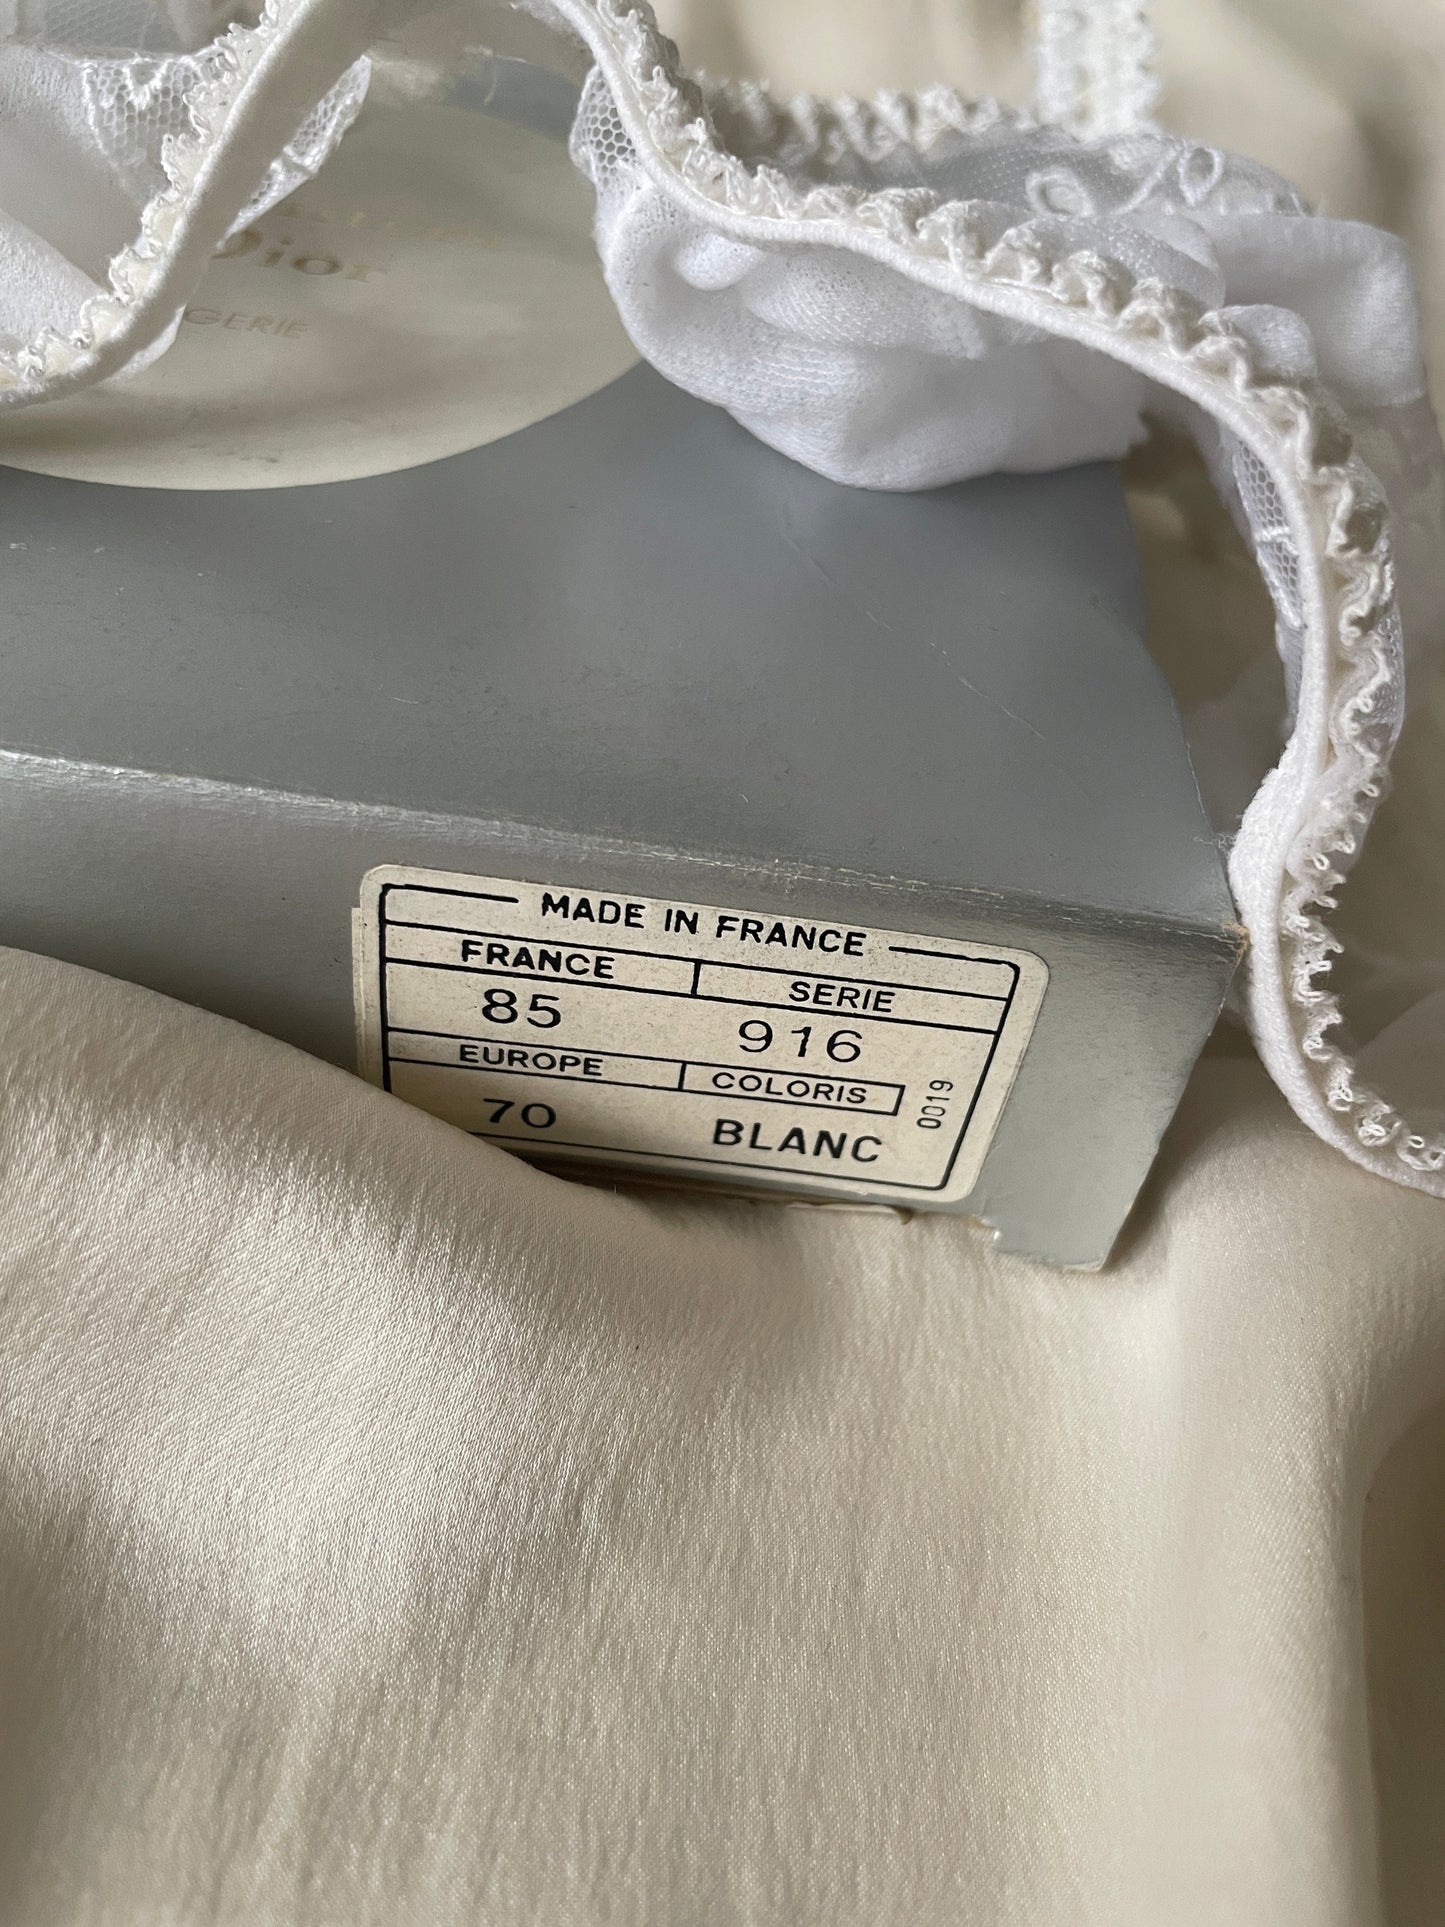 Dior
MADE IN FRANCE
FRANCE SERIE
85 916
EUROPE COLORIS
70 BLANC
0019